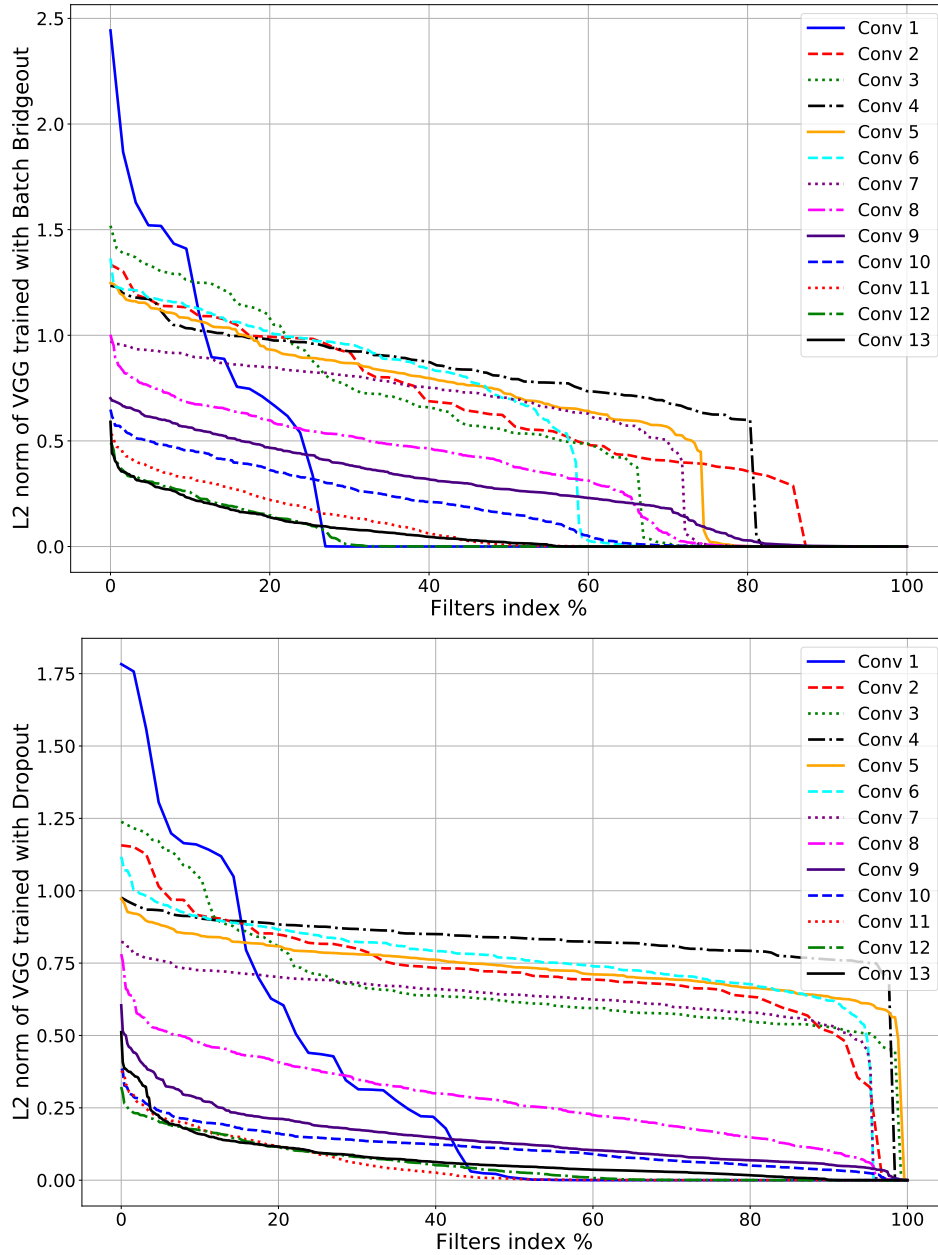 L2 norm of VGG trained with Batch Bridgeout
2.5
2.0
1.5
1.0
0.5
0.0
0
20
40
60
80
100
Filters index %
Conv 1
Conv 2
Conv 3
Conv 4
Conv 5
Conv 6
Conv 7
Conv 8
Conv 9
Conv 10
Conv 11
Conv 12
Conv 13
L2 norm of VGG trained with Dropout
1.75
1.50
1.25
1.00
0.75
0.50
0.25
0.00
0
20
40
60
80
100
Filters index %
Conv 1
Conv 2
Conv 3
Conv 4
Conv 5
Conv 6
Conv 7
Conv 8
Conv 9
Conv 10
Conv 11
Conv 12
Conv 13